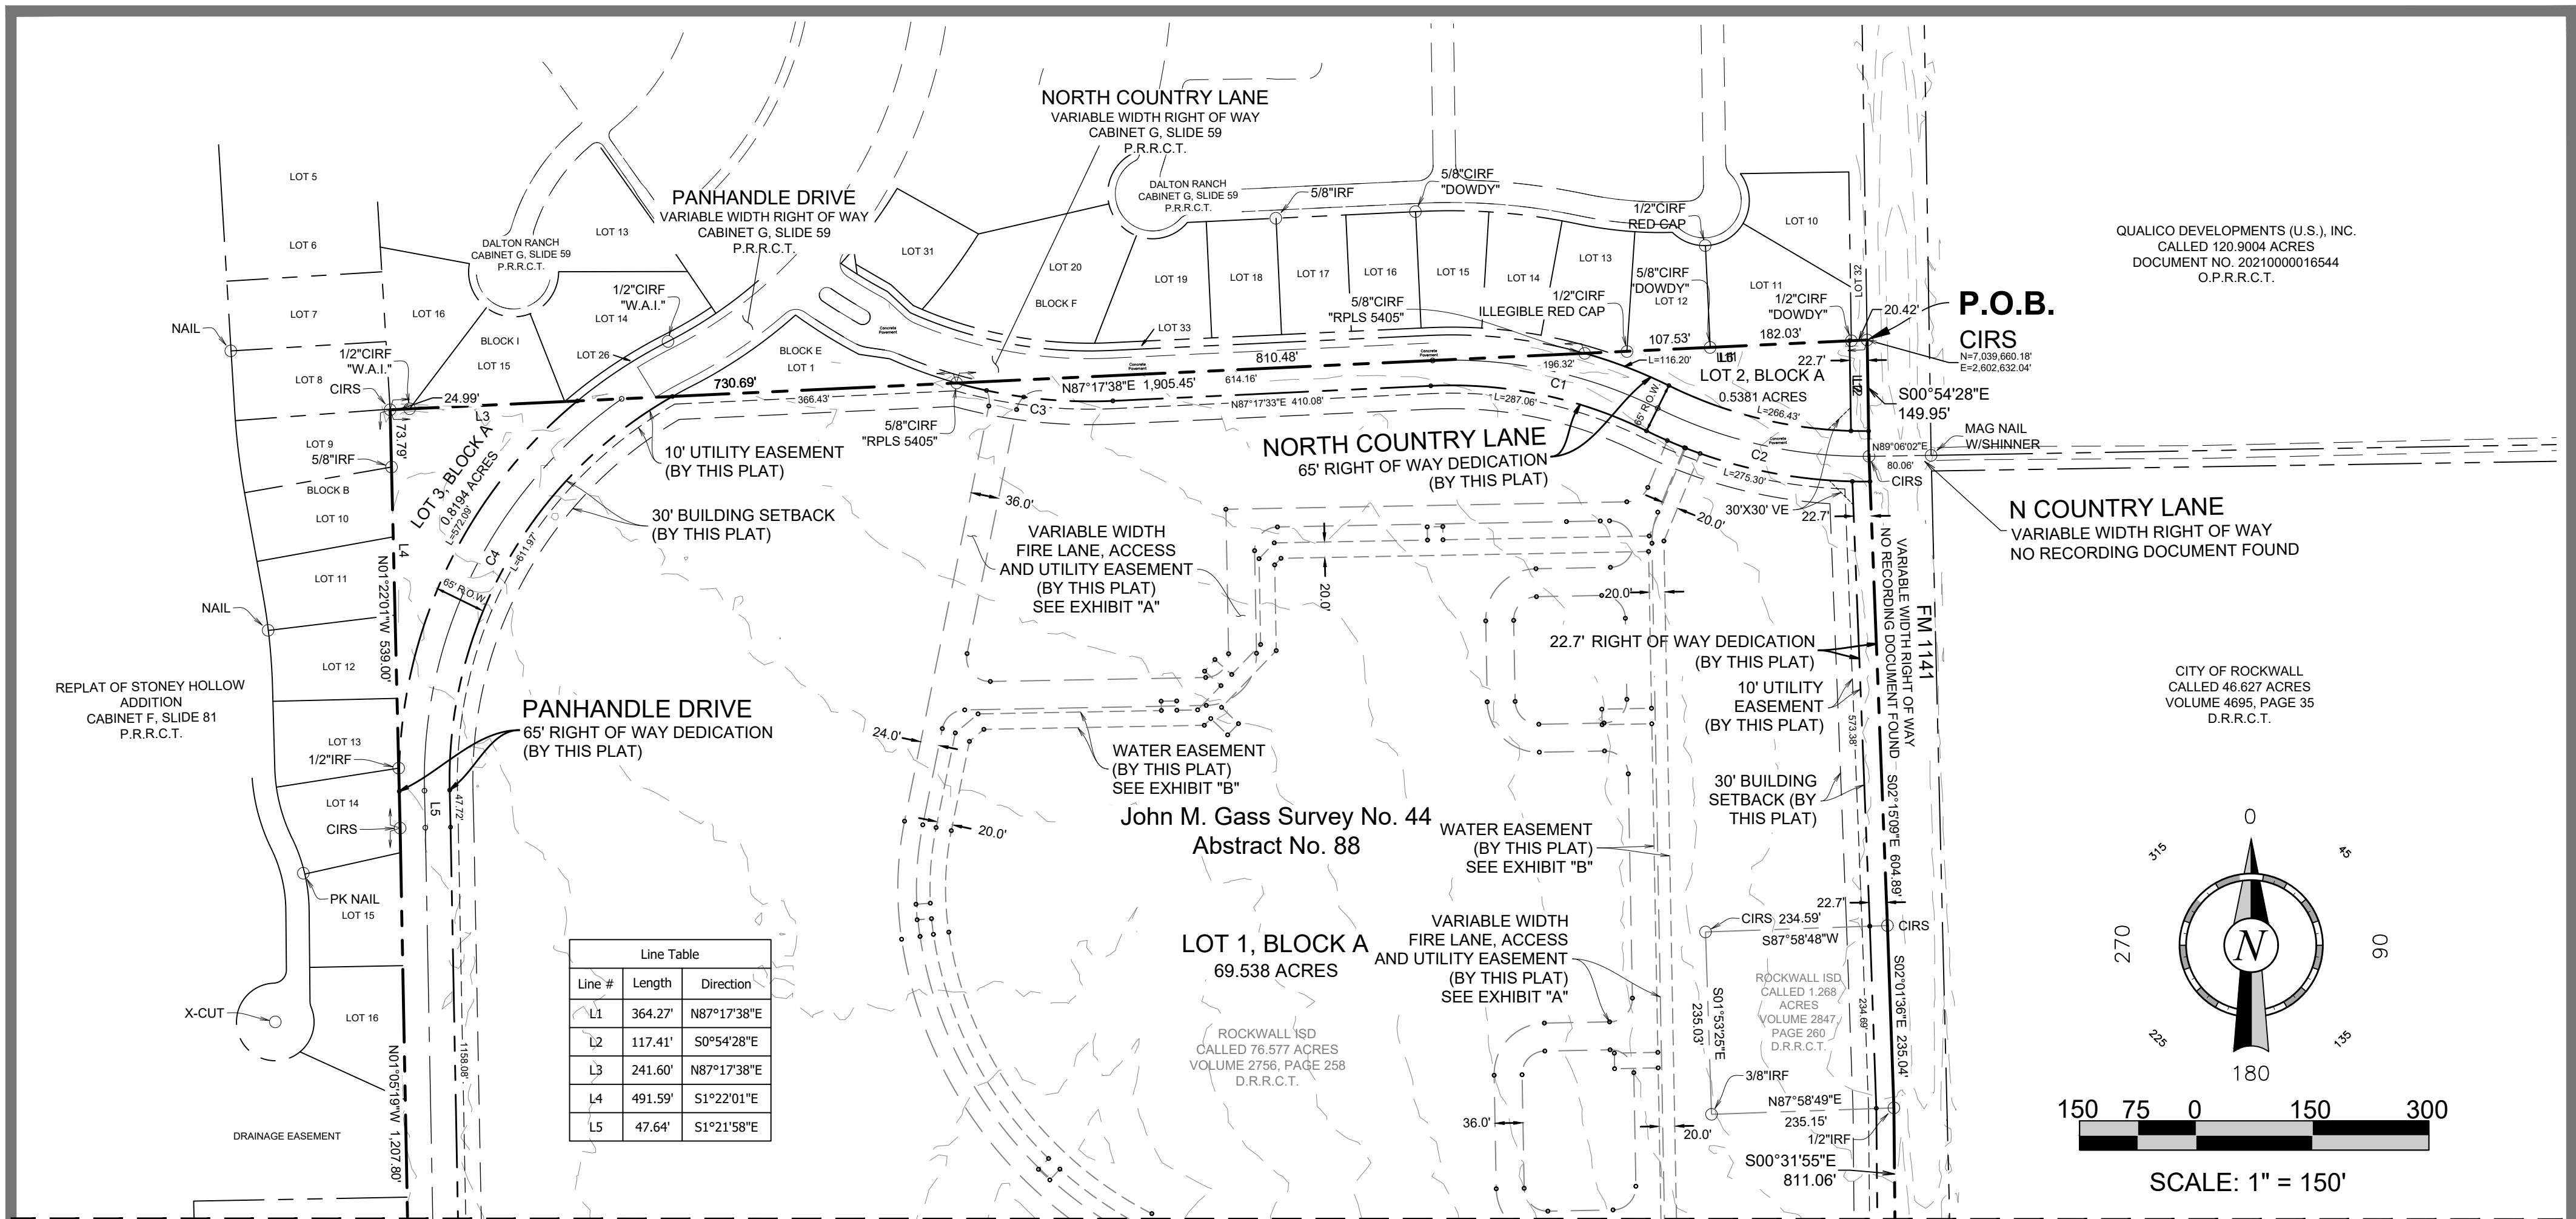 NORTH COUNTRY LANE
VARIABLE WIDTH RIGHT OF WAY
CABINET G, SLIDE 59
P.R.R.C.T.
PANHANDLE DRIVE
VARIABLE WIDTH RIGHT OF WAY
CABINET G, SLIDE 59
P.R.R.C.T.
DALTON RANCH
CABINET G, SLIDE 59
P.R.R.C.T.
DALTON RANCH
CABINET G, SLIDE 59
P.R.R.C.T.
5/8"IRF
5/8"CIRF
"DOWDY"
1/2"CIRF
RED CAP
LOT 5
LOT 6
LOT 7
LOT 8
LOT 9
BLOCK B
LOT 10
LOT 11
LOT 12
LOT 13
LOT 14
LOT 15
LOT 16
LOT 13
LOT 14
LOT 16
BLOCK I
LOT 15
LOT 26
BLOCK E
LOT 1
LOT 31
LOT 20
BLOCK F
LOT 19
LOT 18
LOT 17
LOT 16
LOT 15
LOT 14
LOT 13
LOT 12
LOT 11
LOT 10
LOT 32
LOT 33
NAIL
1/2"CIRF
"W.A.I."
CIRS
1/2"CIRF
"W.A.I."
5/8"IRF
NAIL
1/2"IRF
CIRS
PK NAIL
X-CUT
DRAINAGE EASEMENT
REPLAT OF STONEY HOLLOW
ADDITION
CABINET F, SLIDE 81
P.R.R.C.T.
24.99'
L3
73.79'
LOT 3, BLOCK A
0.8194 ACRES
L=572.09'
C4
L=611.97'
65' R.O.W.
L4
N01°22'01"W 539.00'
L5
47.72'
1158.08'
N01°05'19"W 1,207.80'
730.69'
366.43'
5/8"CIRF
"RPLS 5405"
C3
N87°17'38"E 1,905.45'
810.48'
614.16'
N87°17'33"E 410.08'
Concrete
Pavement
Concrete
Pavement
Concrete
Pavement
Concrete
Pavement
5/8"CIRF
"RPLS 5405"
1/2"CIRF
ILLEGIBLE RED CAP
5/8"CIRF
"DOWDY"
1/2"CIRF
"DOWDY"
196.32'
107.53'
182.03'
20.42'
L=116.20'
C1
L=287.06'
65' R.O.W.
LOT 2, BLOCK A
0.5381 ACRES
22.7'
L=266.43'
C2
L=275.30'
P.O.B.
CIRS
N=7,039,660.18'
E=2,602,632.04'
S00°54'28"E
149.95'
MAG NAIL
W/SHINNER
N89°06'02"E
80.06'
CIRS
30'X30' VE
22.7'
N COUNTRY LANE
VARIABLE WIDTH RIGHT OF WAY
NO RECORDING DOCUMENT FOUND
QUALICO DEVELOPMENTS (U.S.), INC.
CALLED 120.9004 ACRES
DOCUMENT NO. 20210000016544
O.P.R.R.C.T.
CITY OF ROCKWALL
CALLED 46.627 ACRES
VOLUME 4695, PAGE 35
D.R.R.C.T.
10' UTILITY EASEMENT
(BY THIS PLAT)
30' BUILDING SETBACK
(BY THIS PLAT)
PANHANDLE DRIVE
65' RIGHT OF WAY DEDICATION
(BY THIS PLAT)
NORTH COUNTRY LANE
65' RIGHT OF WAY DEDICATION
(BY THIS PLAT)
36.0'
VARIABLE WIDTH
FIRE LANE, ACCESS
AND UTILITY EASEMENT
(BY THIS PLAT)
SEE EXHIBIT "A"
20.0'
20.0'
20.0'
24.0'
20.0'
WATER EASEMENT
(BY THIS PLAT)
SEE EXHIBIT "B"
22.7' RIGHT OF WAY DEDICATION
(BY THIS PLAT)
10' UTILITY
EASEMENT
(BY THIS PLAT)
30' BUILDING
SETBACK (BY
THIS PLAT)
FM 1141
VARIABLE WIDTH RIGHT OF WAY
NO RECORDING DOCUMENT FOUND
S02°15'09"E 604.89'
573.38'
John M. Gass Survey No. 44
Abstract No. 88
WATER EASEMENT
(BY THIS PLAT)
SEE EXHIBIT "B"
LOT 1, BLOCK A
69.538 ACRES
VARIABLE WIDTH
FIRE LANE, ACCESS
AND UTILITY EASEMENT
(BY THIS PLAT)
SEE EXHIBIT "A"
ROCKWALL ISD
CALLED 76.577 ACRES
VOLUME 2756, PAGE 258
D.R.R.C.T.
22.7'
CIRS 234.59'
S87°58'48"W
CIRS
S01°53'25"E
235.03'
ROCKWALL ISD
CALLED 1.268
ACRES
VOLUME 2847,
PAGE 260
D.R.R.C.T.
234.69'
S02°01'36"E 235.04'
3/8"IRF
N87°58'49"E
235.15'
1/2"IRF
36.0'
20.0'
S00°31'55"E
811.06'
Line Table
Line # Length Direction
L1 364.27' N87°17'38"E
L2 117.41' S0°54'28"E
L3 241.60' N87°17'38"E
L4 491.59' S1°22'01"E
L5 47.64' S1°21'58"E
0
45
90
135
180
225
270
315
N
150 75 0 150 300
SCALE: 1" = 150'